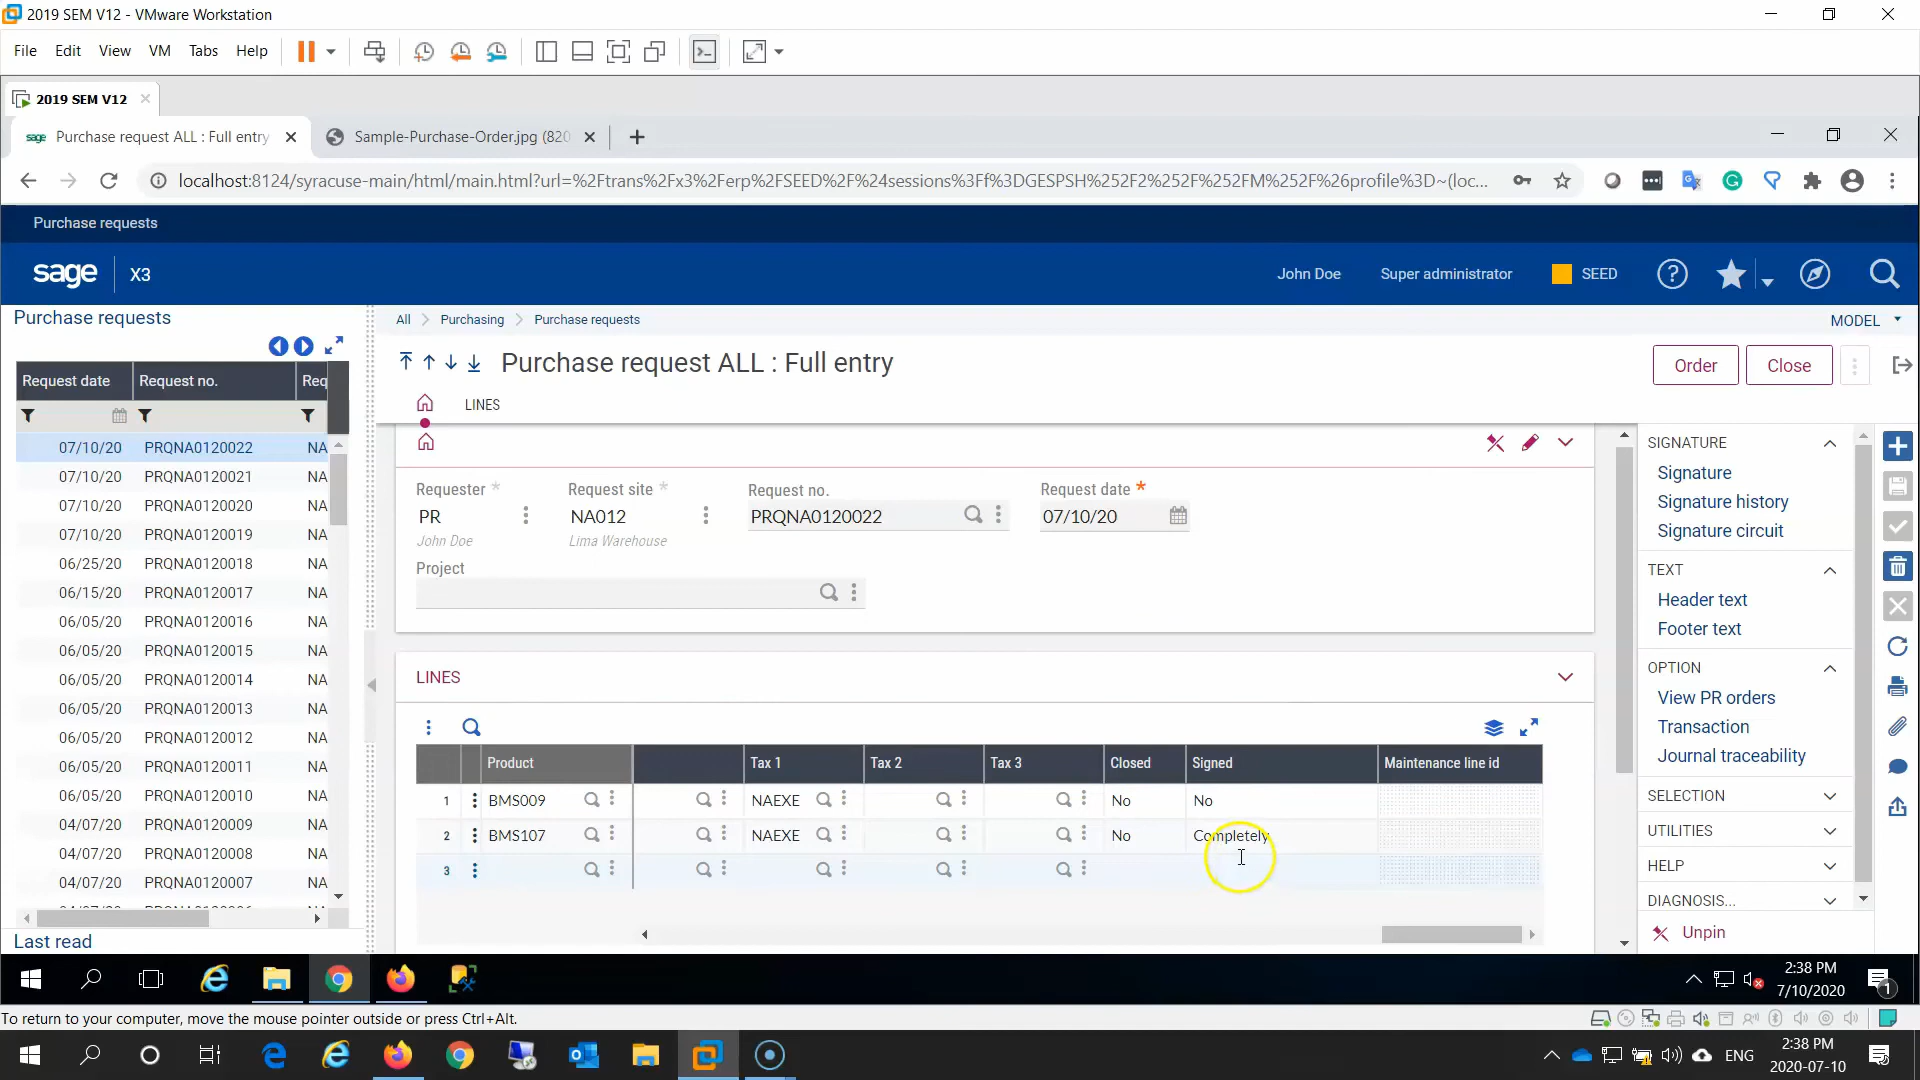 2019 SEM V12 - VMware Workstation
File Edit View VM Tabs Help
2019 SEM V12
sage Purchase request ALL : Full entry
Sample-Purchase-Order.jpg (820
localhost:8124/syracuse-main/html/main.html?url=%2Ftrans%2Fx3%2Ferp%2FSEED%2F%24sessions%3Ff%3DGESPSH%252F2%252F%252FM%252F%26profile%3D~(loc...
Purchase requests
sage X3
John Doe Super administrator SEED
Purchase requests
All Purchasing Purchase requests
MODEL
Purchase request ALL : Full entry
Order Close
LINES
Request date Request no. Req
07/10/20 PRQNA0120022 NA
07/10/20 PRQNA0120021 NA
07/10/20 PRQNA0120020 NA
07/10/20 PRQNA0120019 NA
06/25/20 PRQNA0120018 NA
06/15/20 PRQNA0120017 NA
06/05/20 PRQNA0120016 NA
06/05/20 PRQNA0120015 NA
06/05/20 PRQNA0120014 NA
06/05/20 PRQNA0120013 NA
06/05/20 PRQNA0120012 NA
06/05/20 PRQNA0120011 NA
06/05/20 PRQNA0120010 NA
04/07/20 PRQNA0120009 NA
04/07/20 PRQNA0120008 NA
04/07/20 PRQNA0120007 NA
Last read
Requester * Request site * Request no. Request date *
PR NA012 PRQNA0120022 07/10/20
John Doe Lima Warehouse
Project
LINES
Product Tax 1 Tax 2 Tax 3 Closed Signed Maintenance line id
1 BMS009 NAEXE No No
2 BMS107 NAEXE No Completely
3
SIGNATURE
Signature
Signature history
Signature circuit
TEXT
Header text
Footer text
OPTION
View PR orders
Transaction
Journal traceability
SELECTION
UTILITIES
HELP
DIAGNOSIS...
Unpin
2:38 PM
7/10/2020
1
To return to your computer, move the mouse pointer outside or press Ctrl+Alt.
ENG
2:38 PM
2020-07-10